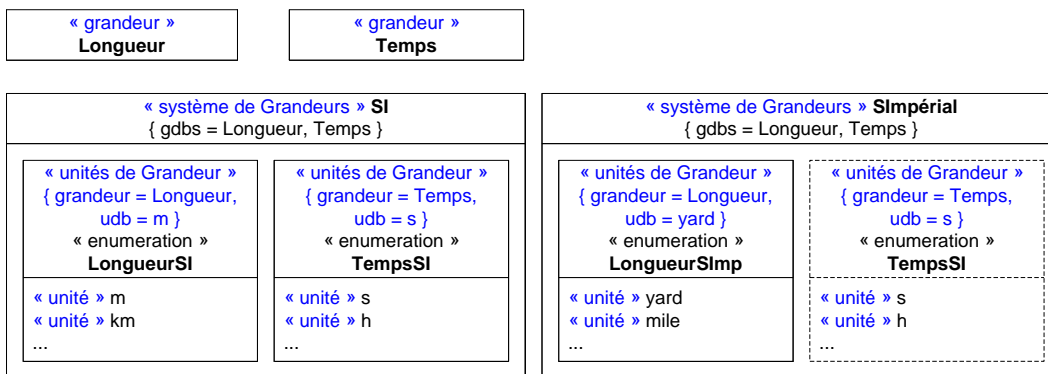 « grandeur »
Longueur
« grandeur »
Temps
« système de Grandeurs » SI
{ gdbs = Longueur, Temps }
« unités de Grandeur »
{ grandeur = Longueur,
udb = m }
« enumeration »
LongueurSI
« unité » m
« unité » km
...
« unités de Grandeur »
{ grandeur = Temps,
udb = s }
« enumeration »
TempsSI
« unité » s
« unité » h
...
« système de Grandeurs » SImpérial
{ gdbs = Longueur, Temps }
« unités de Grandeur »
{ grandeur = Longueur,
udb = yard }
« enumeration »
LongueurSImp
« unité » yard
« unité » mile
...
« unités de Grandeur »
{ grandeur = Temps,
udb = s }
« enumeration »
TempsSI
« unité » s
« unité » h
...